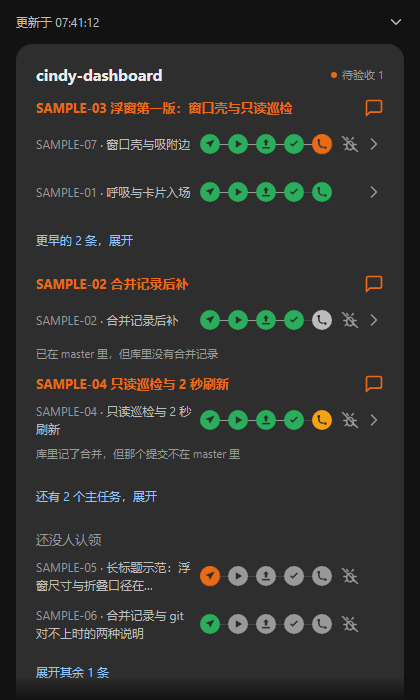 更新于 07:41:12
cindy-dashboard
待验收 1
SAMPLE-03 浮窗第一版：窗口壳与只读巡检
SAMPLE-07 · 窗口壳与吸附边
SAMPLE-01 · 呼吸与卡片入场
更早的 2 条，展开
SAMPLE-02 合并记录后补
SAMPLE-02 · 合并记录后补
已在 master 里，但库里没有合并记录
SAMPLE-04 只读巡检与 2 秒刷新
SAMPLE-04 · 只读巡检与 2 秒
刷新
库里记了合并，但那个提交不在 master 里
还有 2 个主任务，展开
还没人认领
SAMPLE-05 · 长标题示范：浮
窗尺寸与折叠口径在...
SAMPLE-06 · 合并记录与 git
对不上时的两种说明
展开其余 1 条